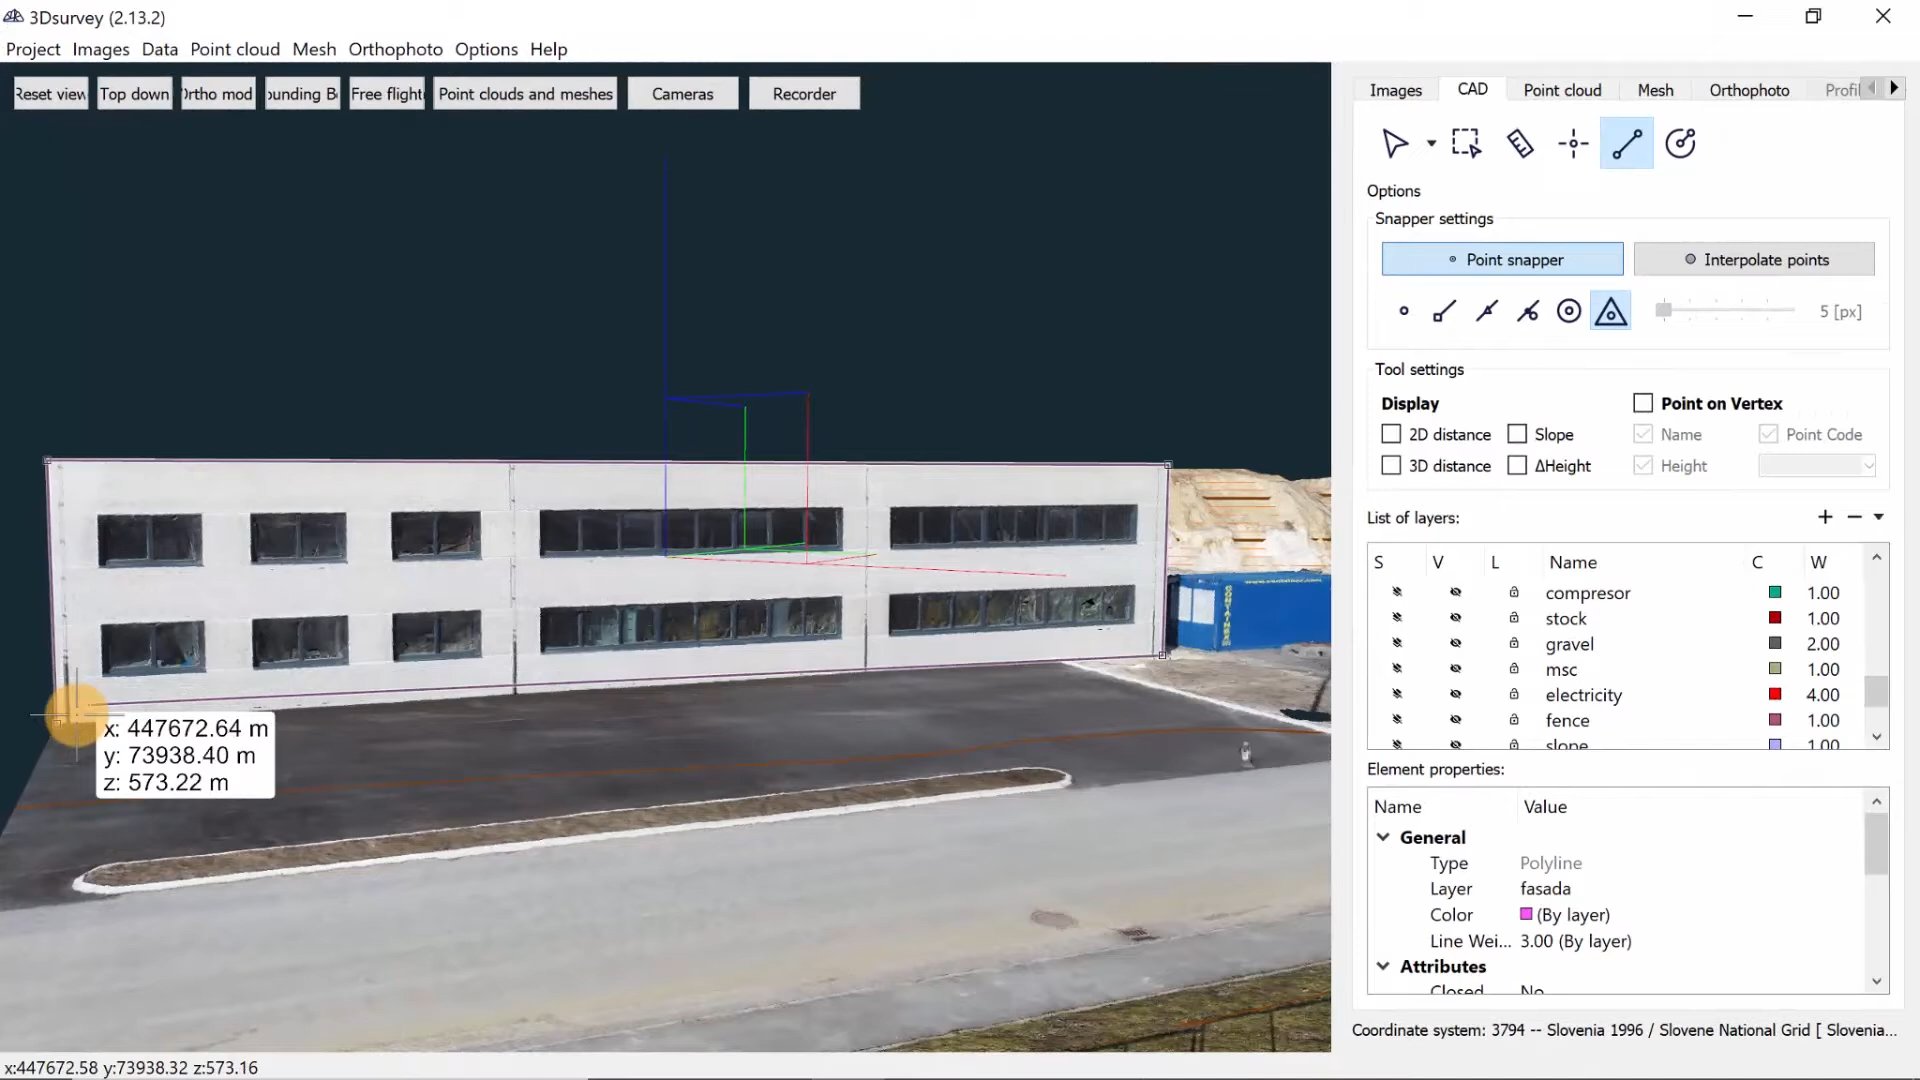 3Dsurvey (2.13.2)
Project Images Data Point cloud Mesh Orthophoto Options Help
Reset view Top down Ortho mod ounding B Free flight Point clouds and meshes Cameras Recorder
Images CAD Point cloud Mesh Orthophoto Profil
Options
Snapper settings
Point snapper Interpolate points
5 [px]
Tool settings
Display Point on Vertex
2D distance Slope Name Point Code
3D distance ΔHeight Height
List of layers: + −
S V L Name C W
compresor 1.00
stock 1.00
gravel 2.00
msc 1.00
electricity 4.00
fence 1.00
slope 1.00
Element properties:
Name Value
General
Type Polyline
Layer fasada
Color (By layer)
Line Wei... 3.00 (By layer)
Attributes
Closed No
Coordinate system: 3794 -- Slovenia 1996 / Slovene National Grid [ Slovenia...
x: 447672.64 m
y: 73938.40 m
z: 573.22 m
x:447672.58 y:73938.32 z:573.16